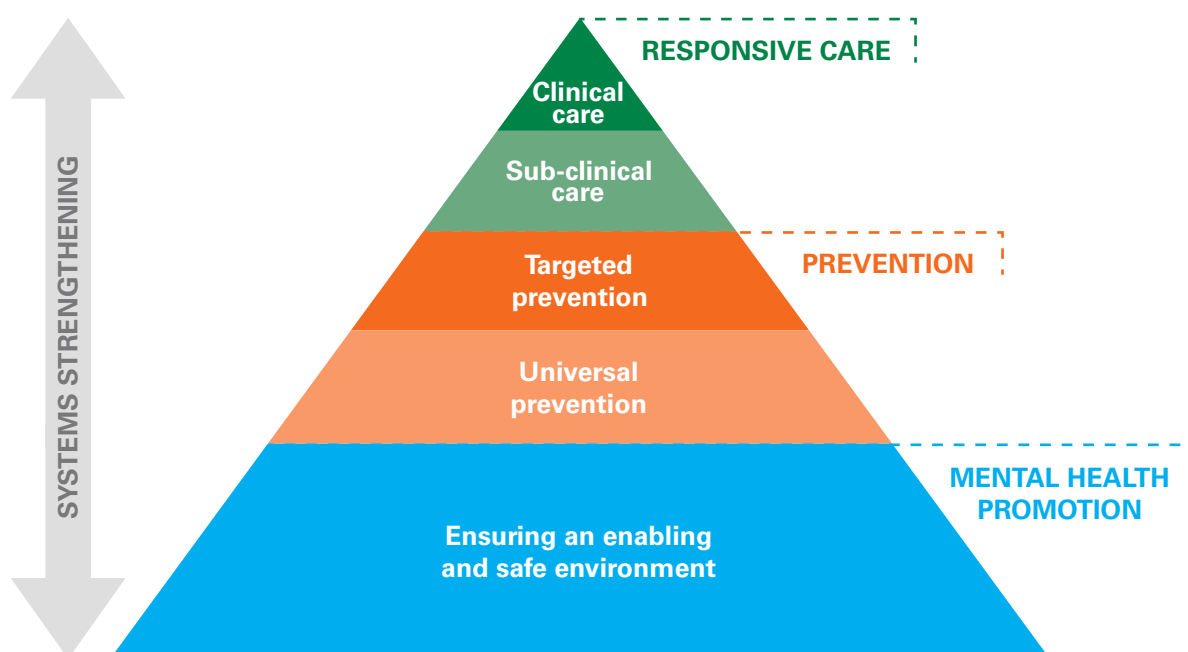 RESPONSIVE CARE
Clinical
care
Sub-clinical
care
Targeted
prevention
PREVENTION
Universal
prevention
MENTAL HEALTH
PROMOTION
Ensuring an enabling
and safe environment
SYSTEMS STRENGTHENING